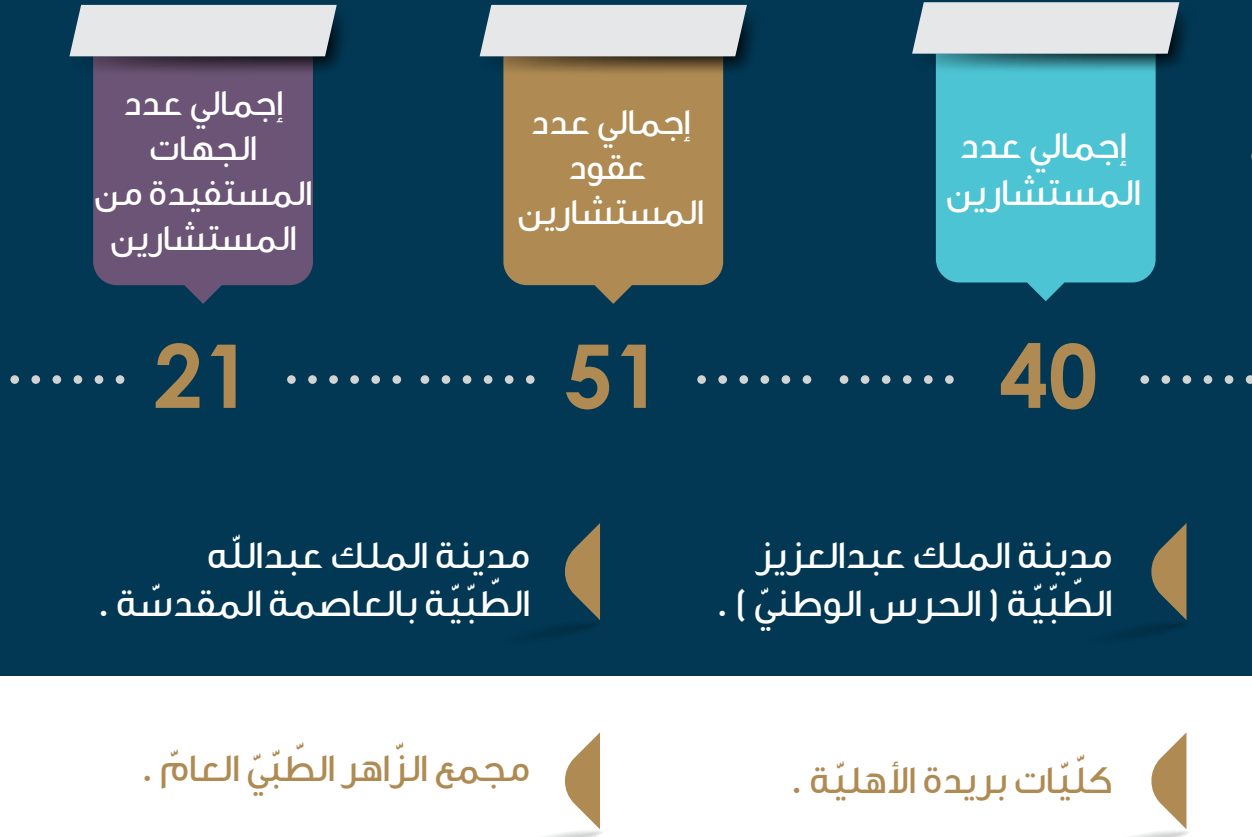 إجمالي عدد
المستشارين
إجمالي عدد
عقود
المستشارين
إجمالي عدد
الجهات
المستفيدة من
المستشارين
40
51
21
مدينة الملك عبدالعزيز
الطّبّيّة ( الحرس الوطنيّ ) .
مدينة الملك عبداللّه
الطّبّيّة بالعاصمة المقدسّة .
كلّيّات بريدة الأهليّة .
مجمع الزّاهر الطّبّيّ العامّ .